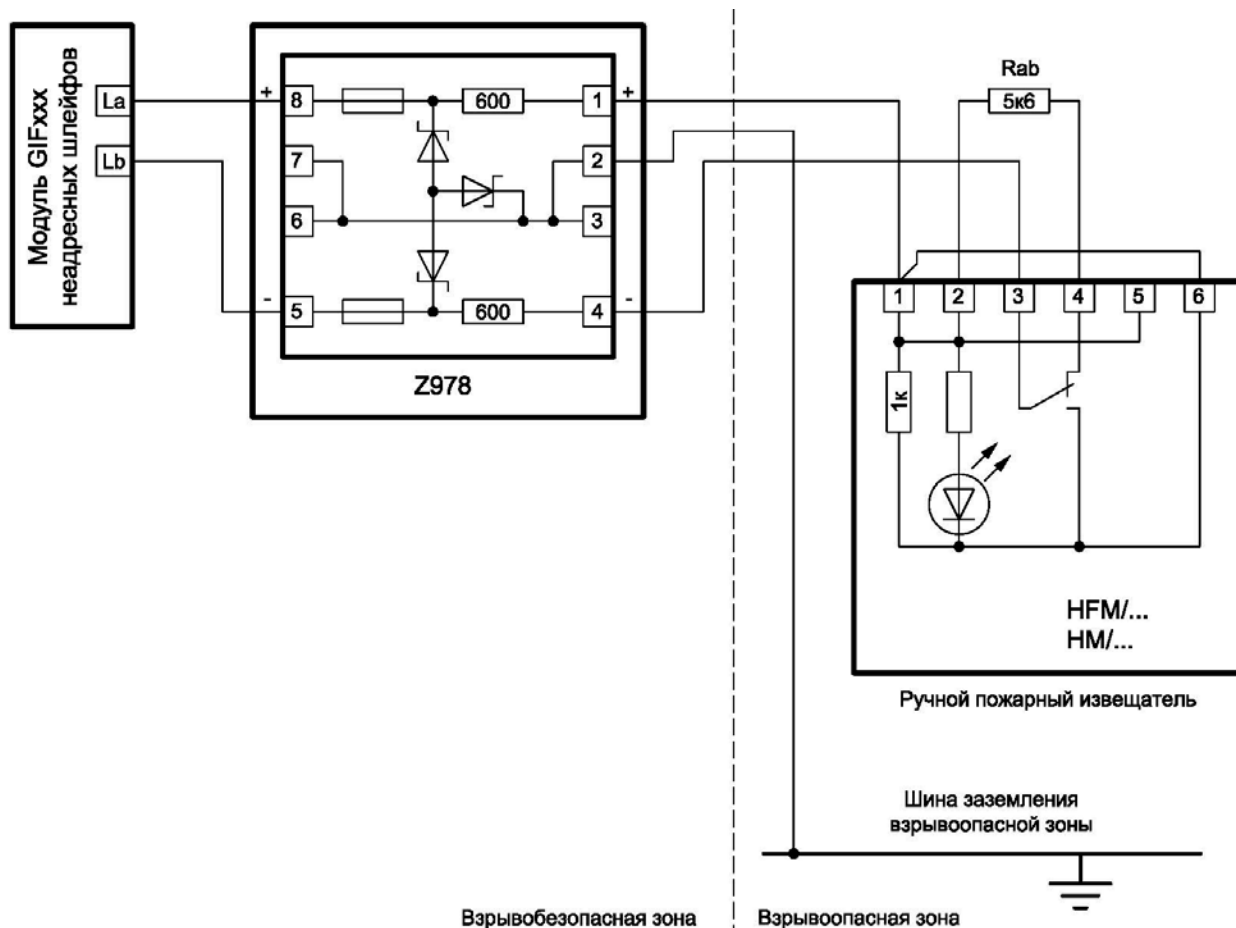 Модуль GIFxxx
неадресных шлейфов
La
Lb
+
8
600
1
+
7
2
6
3
-
5
600
4
-
Z978
Rab
5к6
1
2
3
4
5
6
1к
HFM/...
HM/...
Ручной пожарный извещатель
Шина заземления
взрывоопасной зоны
Взрывобезопасная зона
Взрывоопасная зона